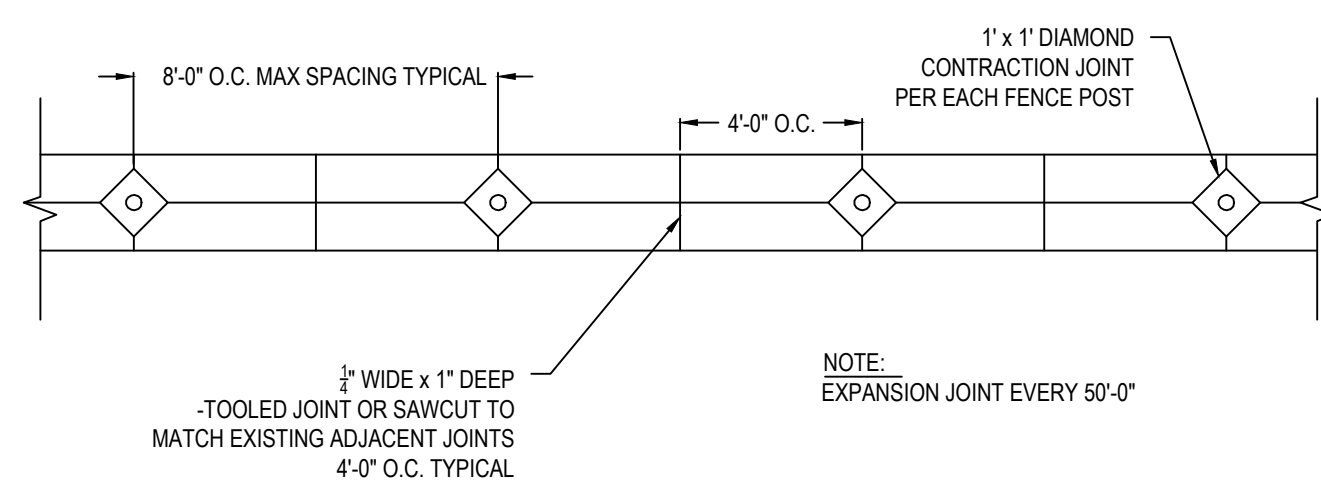 8'-0" O.C. MAX SPACING TYPICAL
1' x 1' DIAMOND
CONTRACTION JOINT
PER EACH FENCE POST
4'-0" O.C.
1/4" WIDE x 1" DEEP
-TOOLED JOINT OR SAWCUT TO
MATCH EXISTING ADJACENT JOINTS
4'-0" O.C. TYPICAL
NOTE:
EXPANSION JOINT EVERY 50'-0"